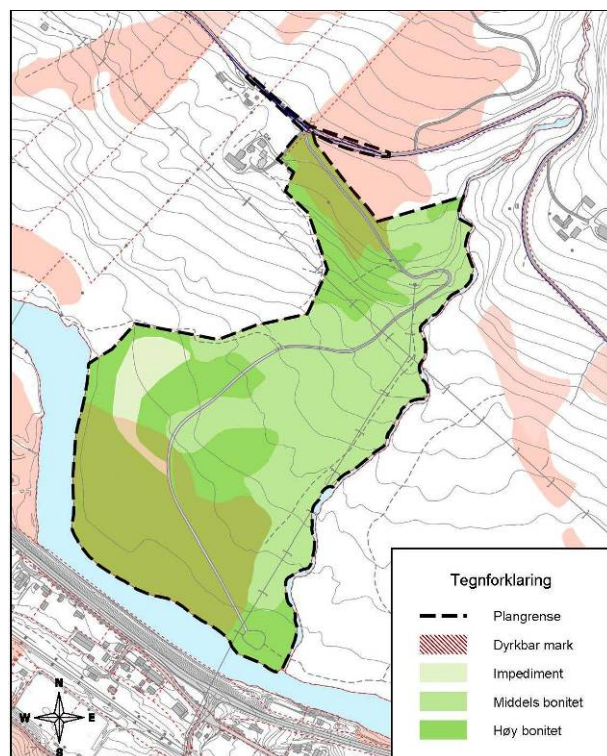 Tegnforklaring
Plangrense
Dyrkbar mark
Impediment
Middels bonitet
Høy bonitet
N
W E
S